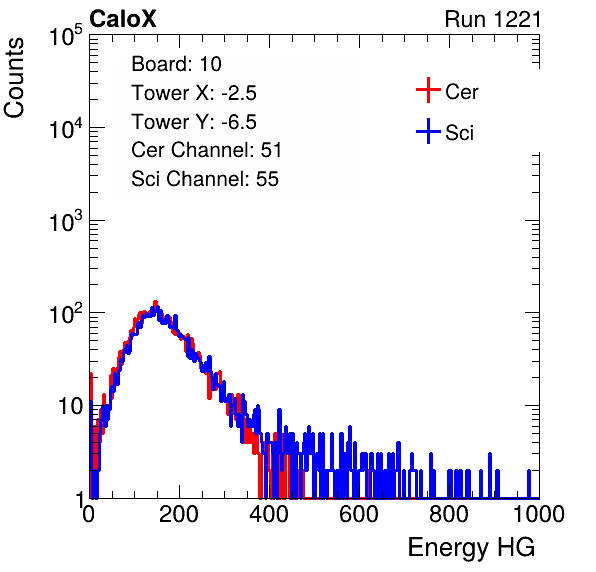 CaloX Run 1221
Counts
10^5
10^4
10^3
10^2
10
1
Board: 10
Tower X: -2.5
Tower Y: -6.5
Cer Channel: 51
Sci Channel: 55
Cer
Sci
0 200 400 600 800 1000
Energy HG